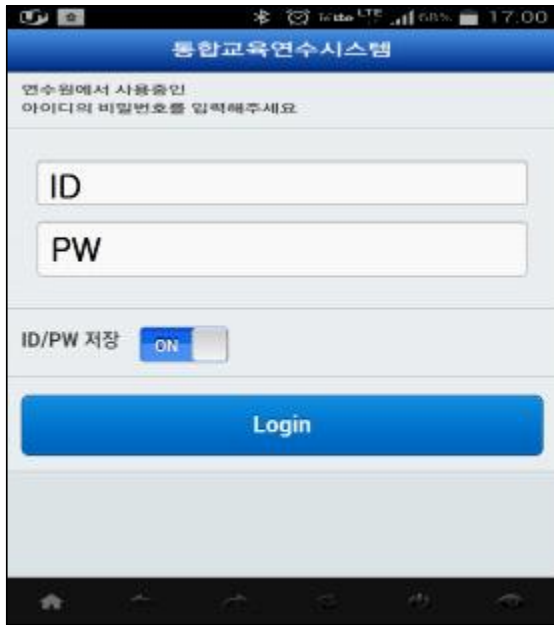 LTE 68% 17:00
통합교육연수시스템
연수원에서 사용중인
아이디의 비밀번호를 입력해주세요
ID
PW
ID/PW 저장 ON
Login